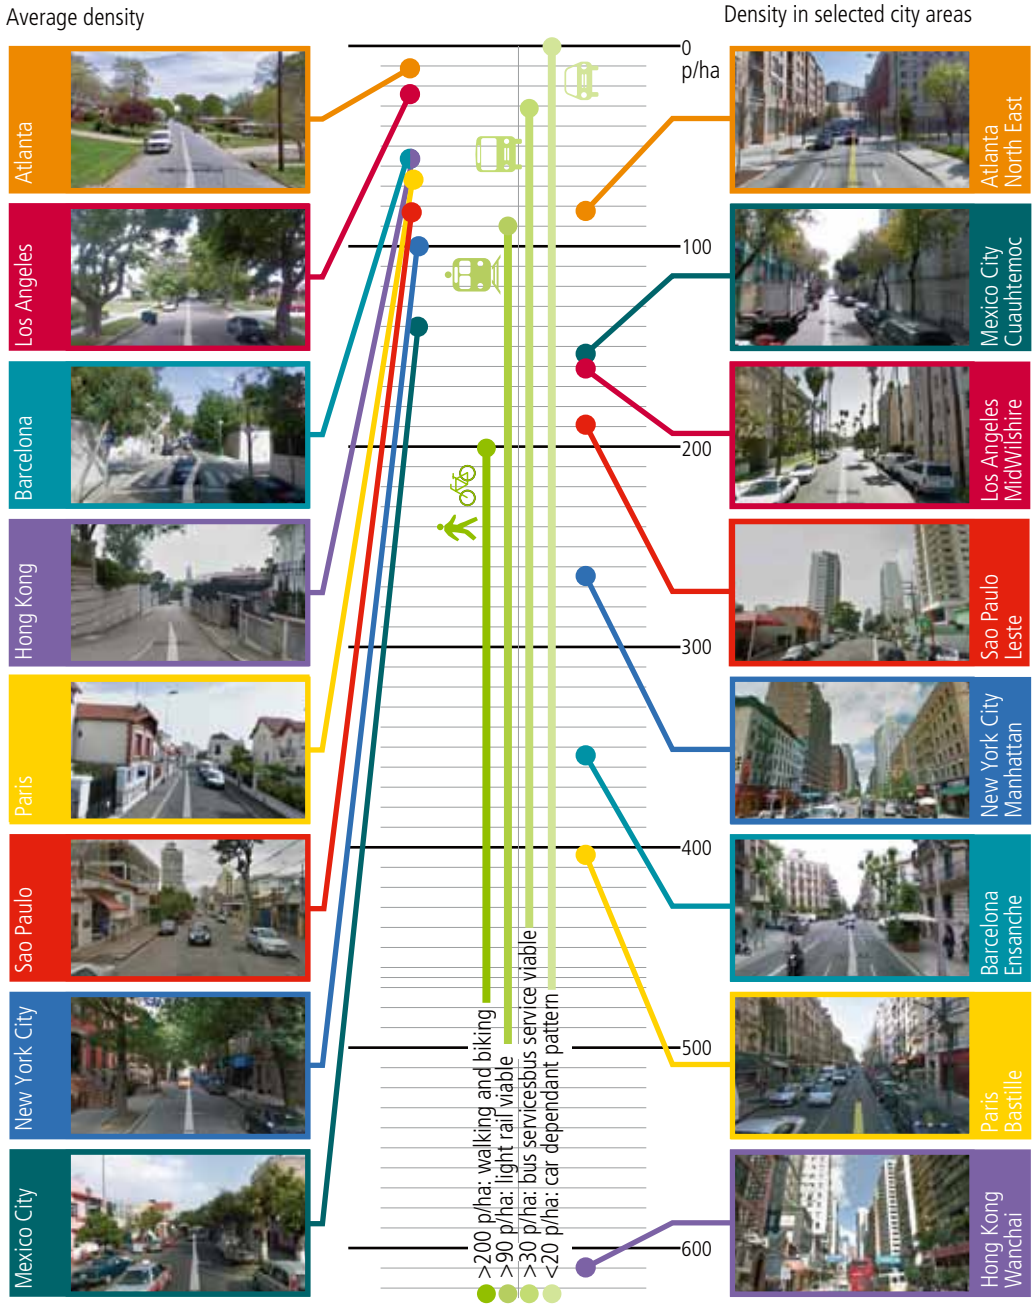 Average density
Density in selected city areas
Atlanta
Los Angeles
Barcelona
Hong Kong
Paris
Sao Paulo
New York City
Mexico City
0
p/ha
100
200
300
400
500
600
>200 p/ha: walking and biking
>90 p/ha: light rail viable
>30 p/ha: bus servicesbus service viable
<20 p/ha: car dependant pattern
Atlanta
North East
Mexico City
Cuauhtemoc
Los Angeles
MidWilshire
Sao Paulo
Leste
New York City
Manhattan
Barcelona
Ensanche
Paris
Bastille
Hong Kong
Wanchai